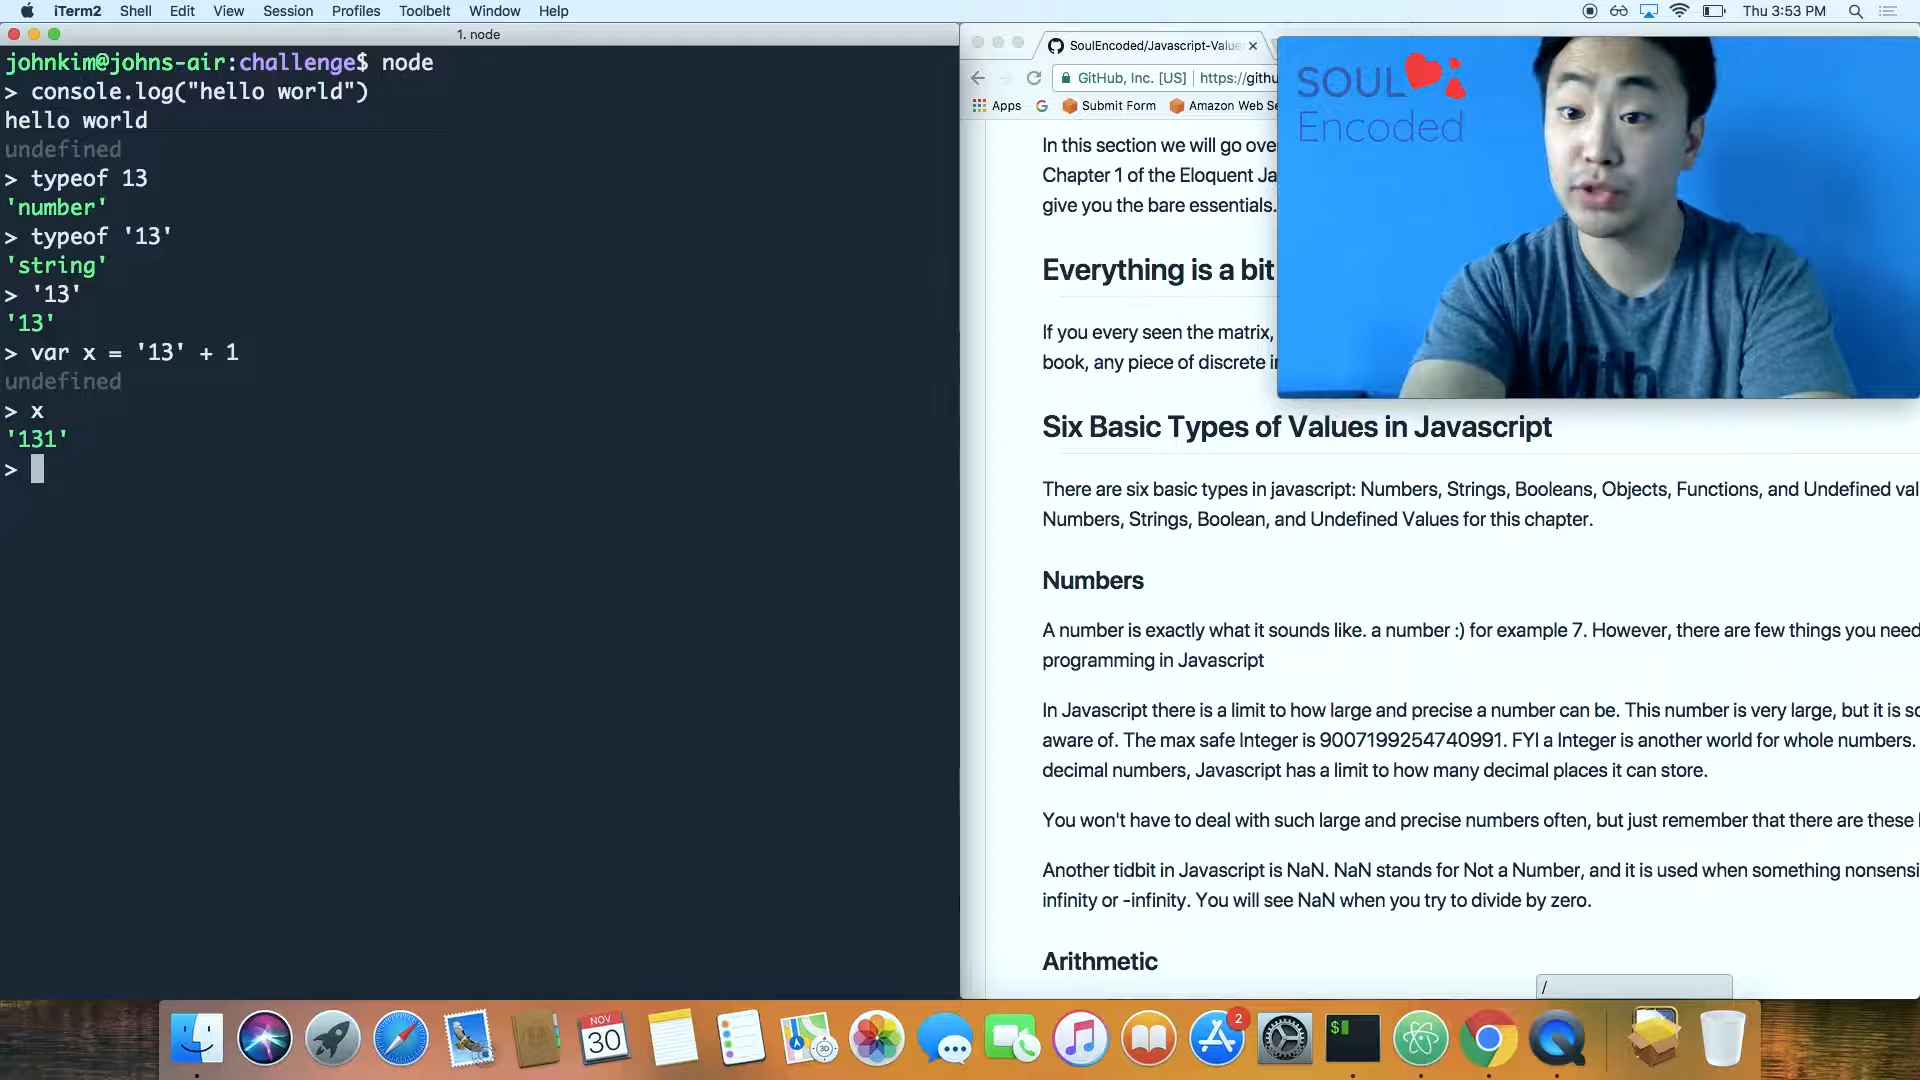 iTerm2 Shell Edit View Session Profiles Toolbelt Window Help
Thu 3:53 PM
1. node
johnkim@johns-air:challenge$ node
> console.log("hello world")
hello world
undefined
> typeof 13
'number'
> typeof '13'
'string'
> '13'
'13'
> var x = '13' + 1
undefined
> x
'131'
>
SoulEncoded/Javascript-Value
GitHub, Inc. [US] | https://githu
Apps Submit Form Amazon Web Se
SOUL
Encoded
With
In this section we will go ove
Chapter 1 of the Eloquent Ja
give you the bare essentials.
Everything is a bit
If you every seen the matrix,
book, any piece of discrete i
Six Basic Types of Values in Javascript
There are six basic types in javascript: Numbers, Strings, Booleans, Objects, Functions, and Undefined val
Numbers, Strings, Boolean, and Undefined Values for this chapter.
Numbers
A number is exactly what it sounds like. a number :) for example 7. However, there are few things you need
programming in Javascript
In Javascript there is a limit to how large and precise a number can be. This number is very large, but it is so
aware of. The max safe Integer is 9007199254740991. FYI a Integer is another world for whole numbers.
decimal numbers, Javascript has a limit to how many decimal places it can store.
You won't have to deal with such large and precise numbers often, but just remember that there are these
Another tidbit in Javascript is NaN. NaN stands for Not a Number, and it is used when something nonsensi
infinity or -infinity. You will see NaN when you try to divide by zero.
Arithmetic
/
NOV
30
3D
2
$